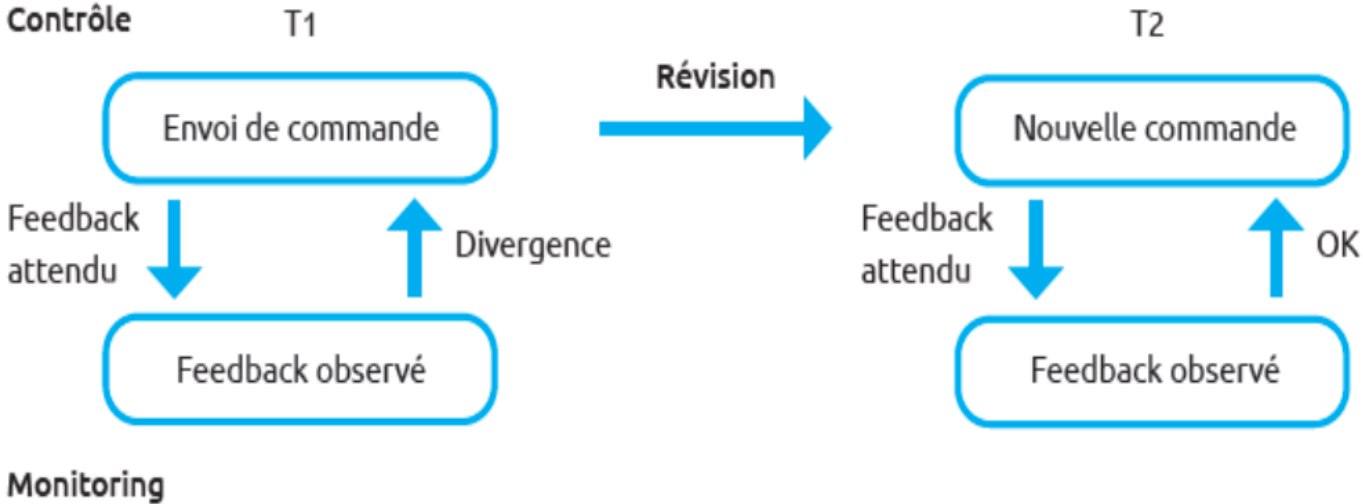 Contrôle
T1
T2
Révision
Envoi de commande
Nouvelle commande
Feedback
attendu
Divergence
Feedback
attendu
OK
Feedback observé
Feedback observé
Monitoring